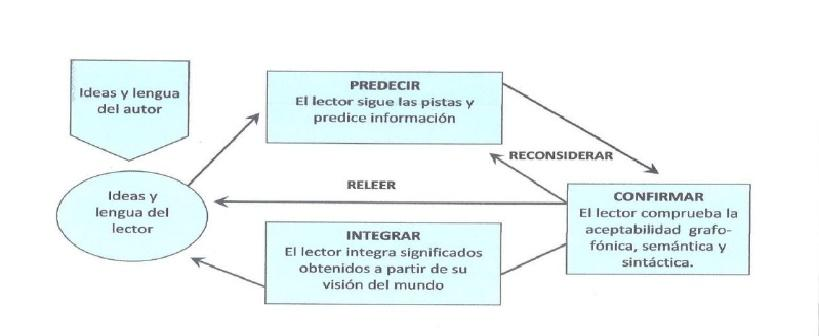 Ideas y lengua
del autor
PREDECIR
El lector sigue las pistas y
predice información
RECONSIDERAR
RELEER
Ideas y
lengua del
lector
CONFIRMAR
El lector comprueba la
aceptabilidad grafo-
fónica, semántica y
sintáctica.
INTEGRAR
El lector integra significados
obtenidos a partir de su
visión del mundo